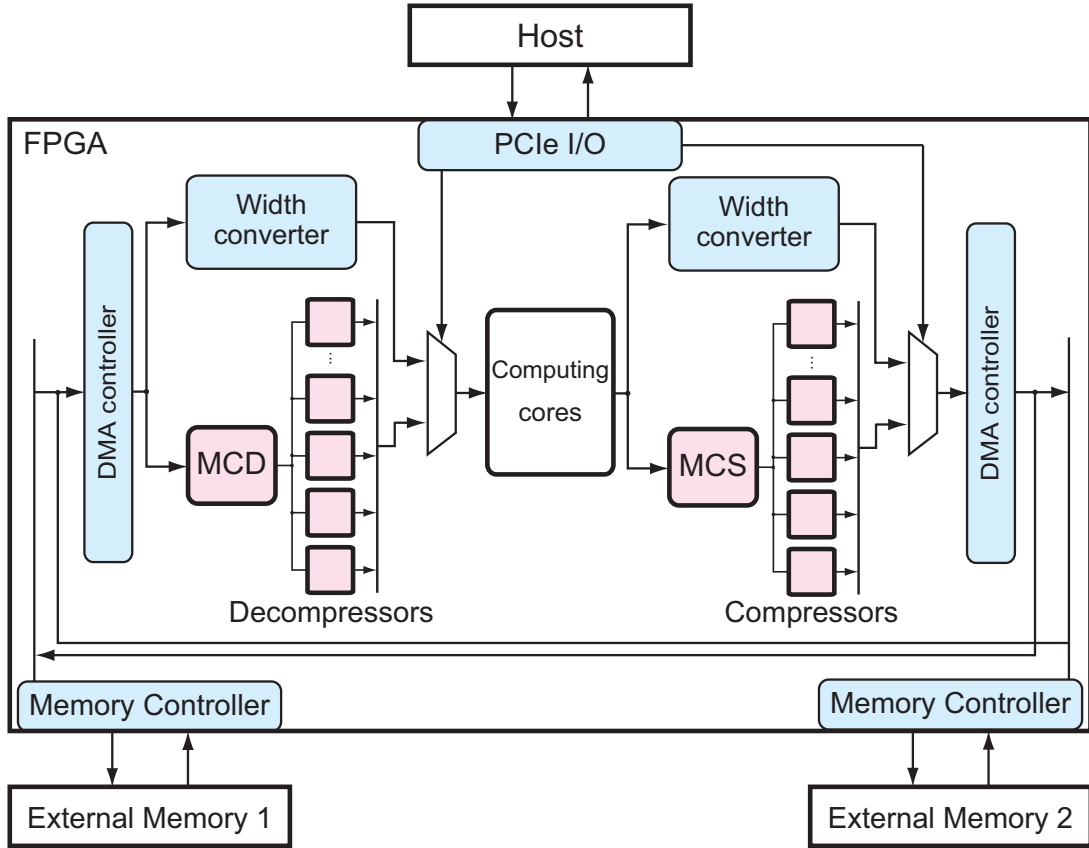 Host
FPGA
PCIe I/O
Width
converter
Width
converter
DMA controller
Computing
cores
DMA controller
MCD
MCS
Decompressors
Compressors
Memory Controller
Memory Controller
External Memory 1
External Memory 2